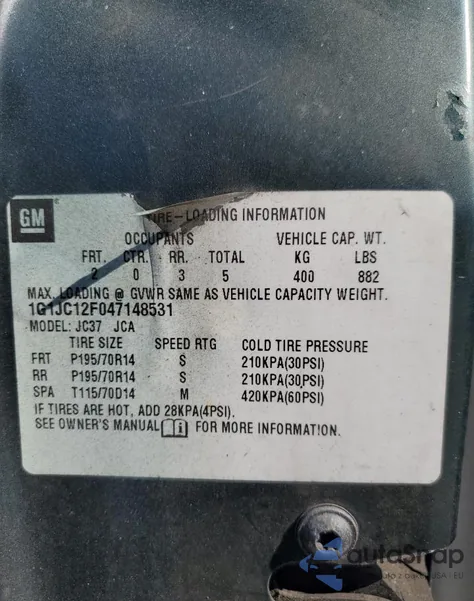 GM
TIRE-LOADING INFORMATION
OCCUPANTS VEHICLE CAP. WT.
FRT. CTR. RR. TOTAL KG LBS
2 0 3 5 400 882
MAX. LOADING @ GVWR SAME AS VEHICLE CAPACITY WEIGHT.
1G1JC12F047148531
MODEL: JC37 JCA
TIRE SIZE SPEED RTG COLD TIRE PRESSURE
FRT P195/70R14 S 210KPA(30PSI)
RR P195/70R14 S 210KPA(30PSI)
SPA T115/70D14 M 420KPA(60PSI)
IF TIRES ARE HOT, ADD 28KPA(4PSI).
SEE OWNER'S MANUAL FOR MORE INFORMATION.
autoSnap